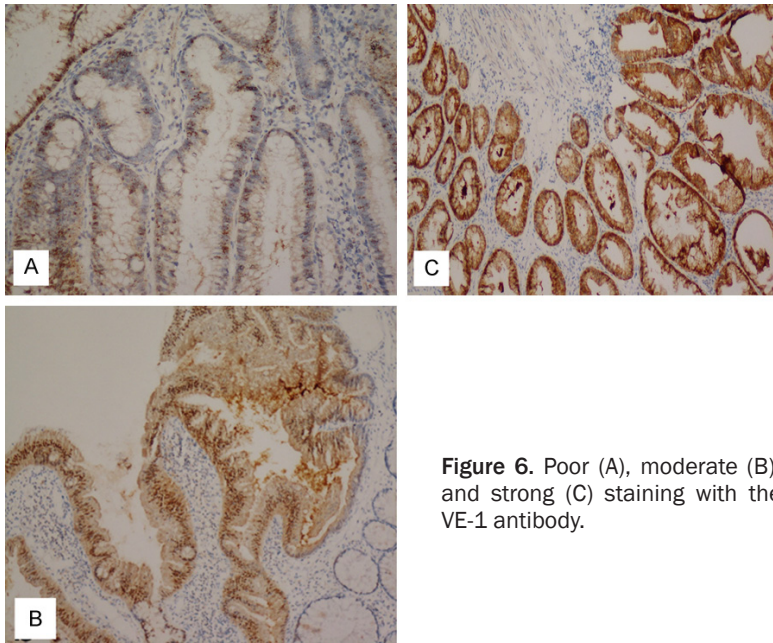 A
C
B
Figure 6. Poor (A), moderate (B)
and strong (C) staining with the
VE-1 antibody.